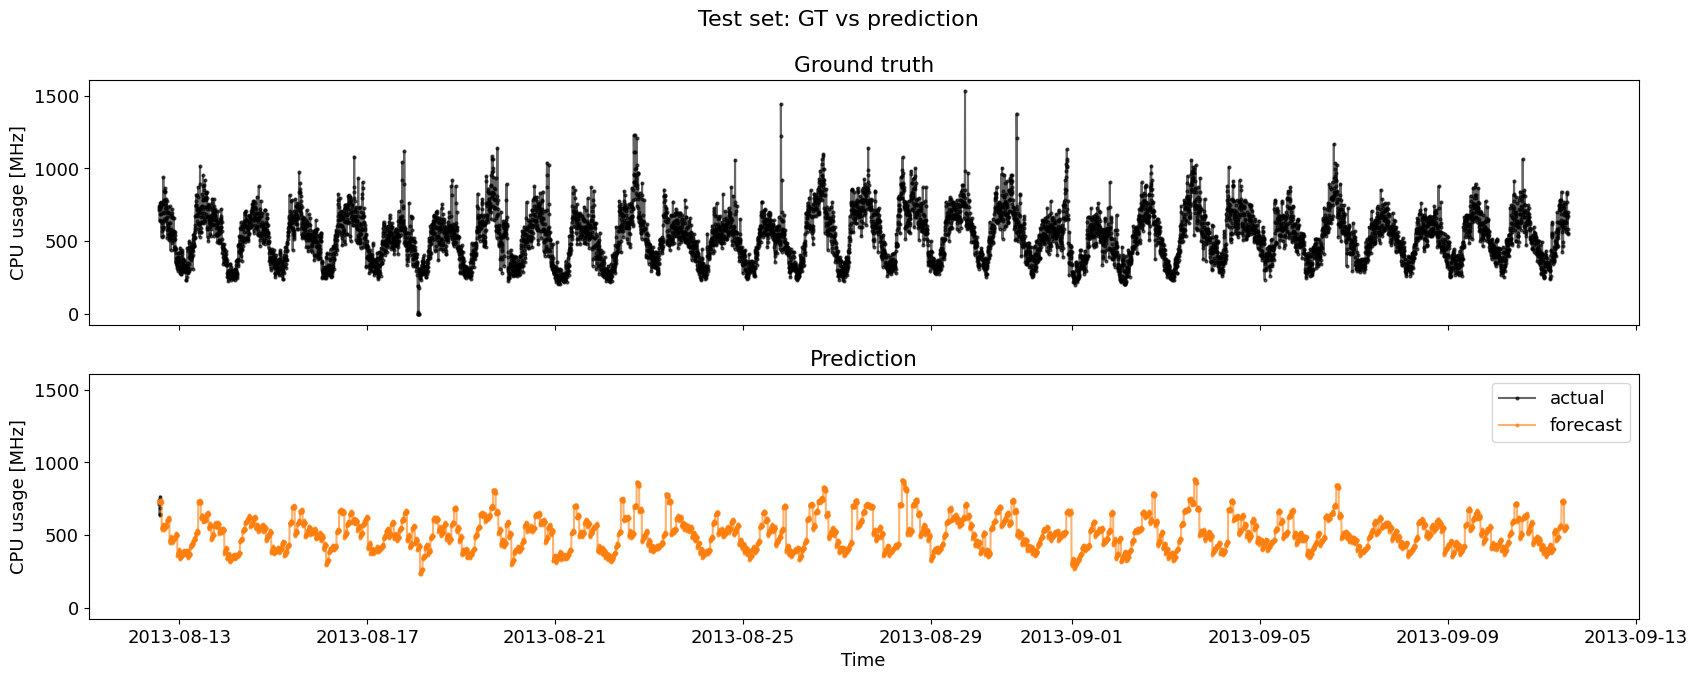 Test set: GT vs prediction
Ground truth
1500
1000
500
0
CPU usage [MHz]
Prediction
1500
1000
500
0
CPU usage [MHz]
actual
forecast
2013-08-13 2013-08-17 2013-08-21 2013-08-25 2013-08-29 2013-09-01 2013-09-05 2013-09-09 2013-09-13
Time